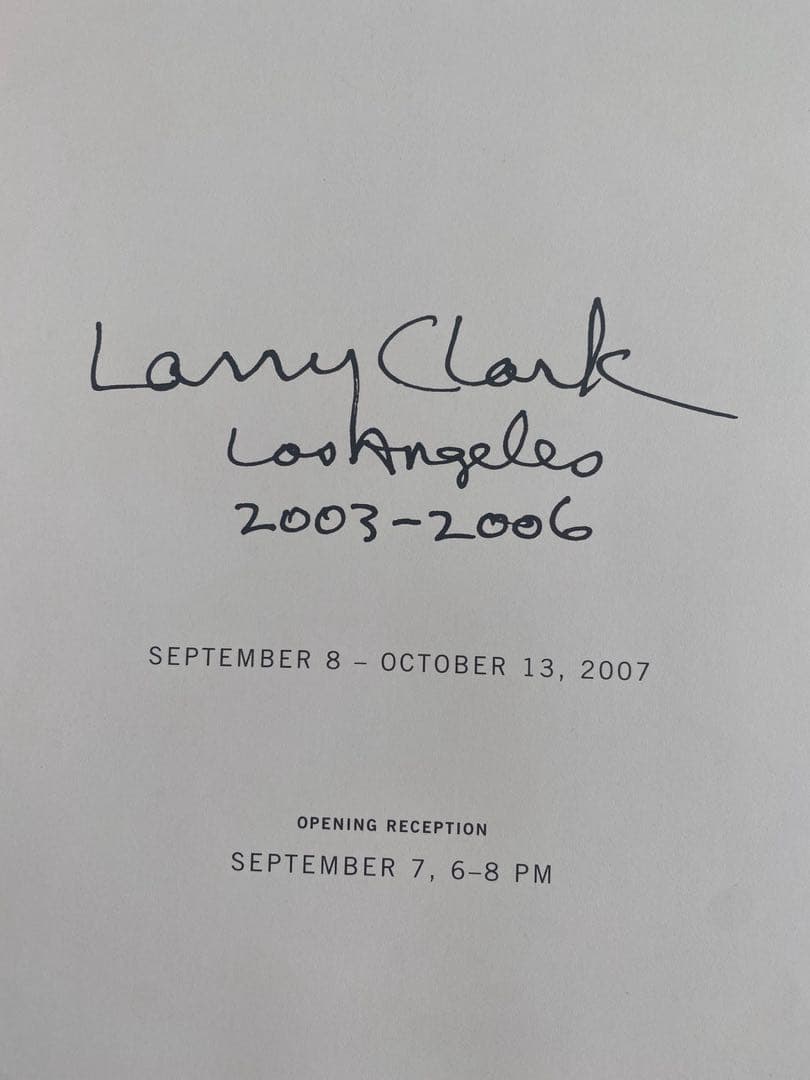 Larry Clark
Los Angeles
2003-2006
SEPTEMBER 8 – OCTOBER 13, 2007
OPENING RECEPTION
SEPTEMBER 7, 6–8 PM